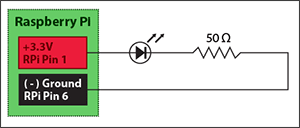 Raspberry PI
+3.3V
RPi Pin 1
50 Ω
(-) Ground
RPi Pin 6